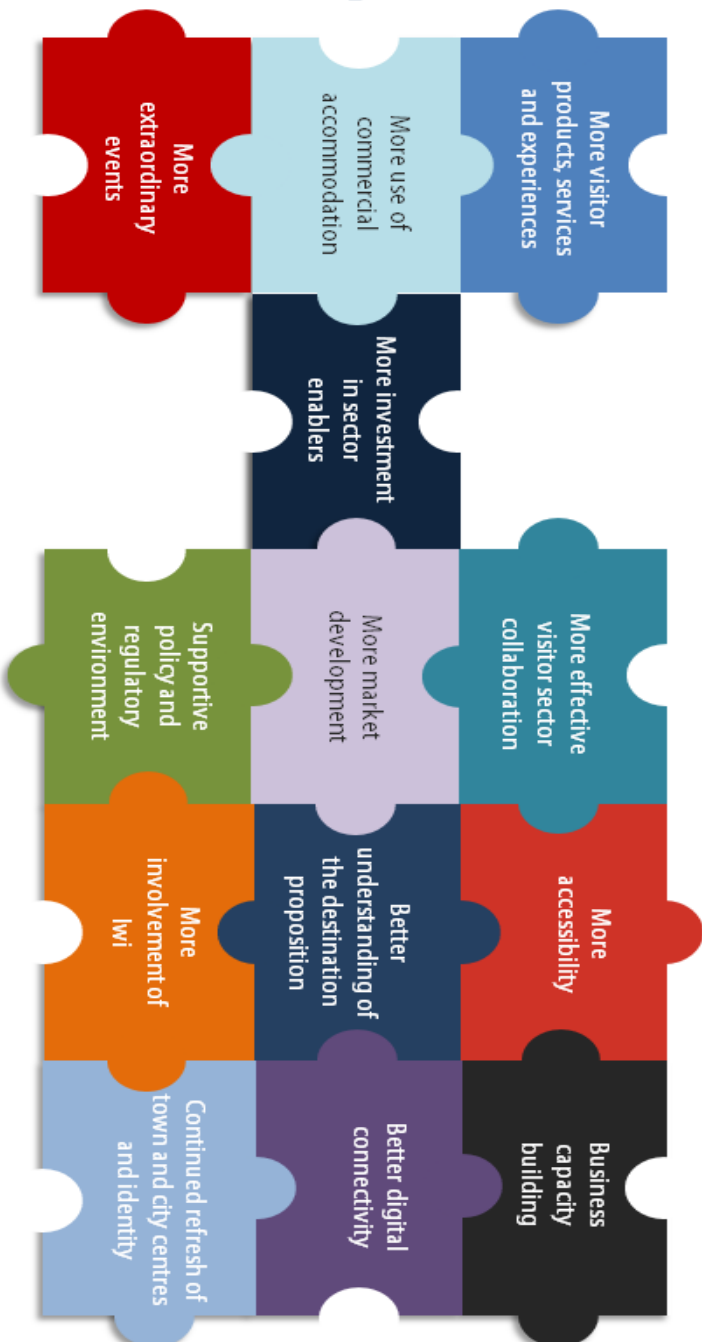 More visitor
products, services
and experiences
More effective
visitor sector
collaboration
More
accessibility
Business
capacity
building
More use of
commercial
accommodation
More investment
in sector
enablers
More market
development
Better
understanding of
the destination
proposition
Better digital
connectivity
More
extraordinary
events
Supportive
policy and
regulatory
environment
More
involvement of
Iwi
Continued refresh of
town and city centres
and identity